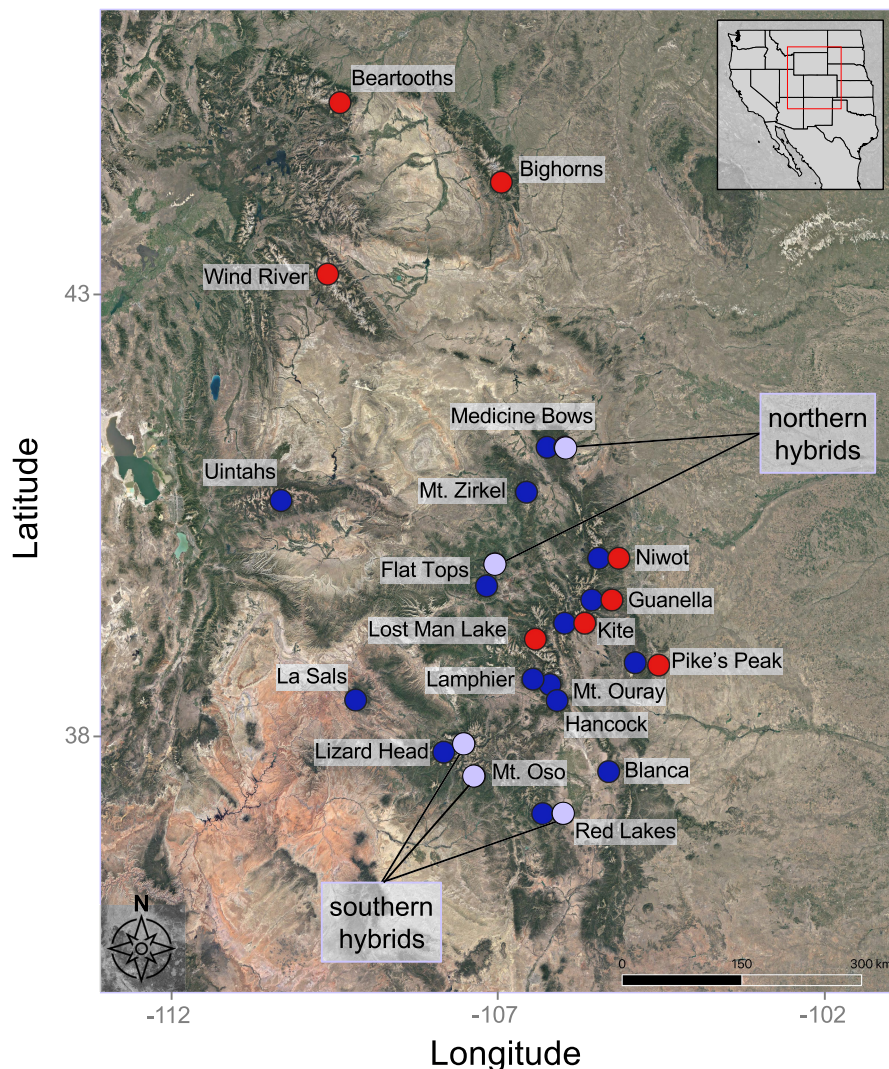 Beartooths
Bighorns
Wind River
43
Medicine Bows
northern
hybrids
Uintahs
Mt. Zirkel
Latitude
Flat Tops
Niwot
Guanella
Lost Man Lake
Kite
Pike's Peak
La Sals
Lamphier
Mt. Ouray
Hancock
38
Lizard Head
Mt. Oso
Blanca
Red Lakes
southern
hybrids
N
0
150
300 km
-112
-107
-102
Longitude